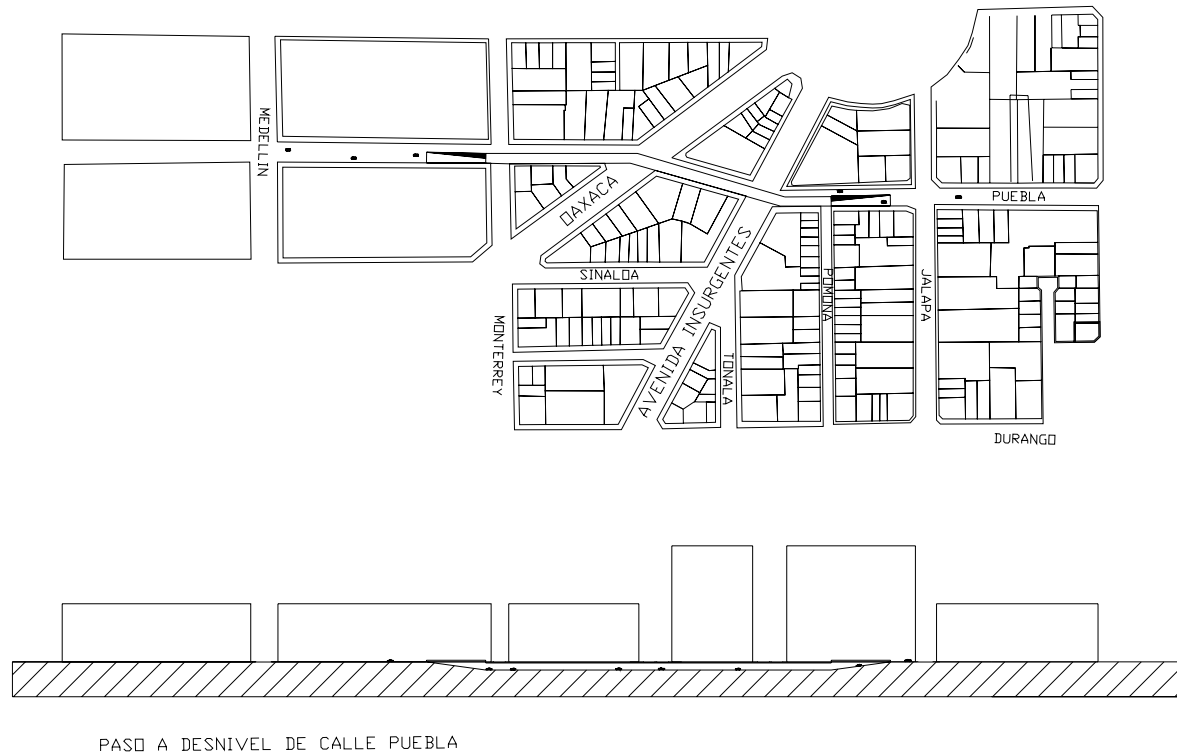 MEDELLIN
OAXACA
PUEBLA
SINALOA
AVENIDA INSURGENTES
POMONA
JALAPA
MONTERREY
TONALA
DURANGO
PASO A DESNIVEL DE CALLE PUEBLA